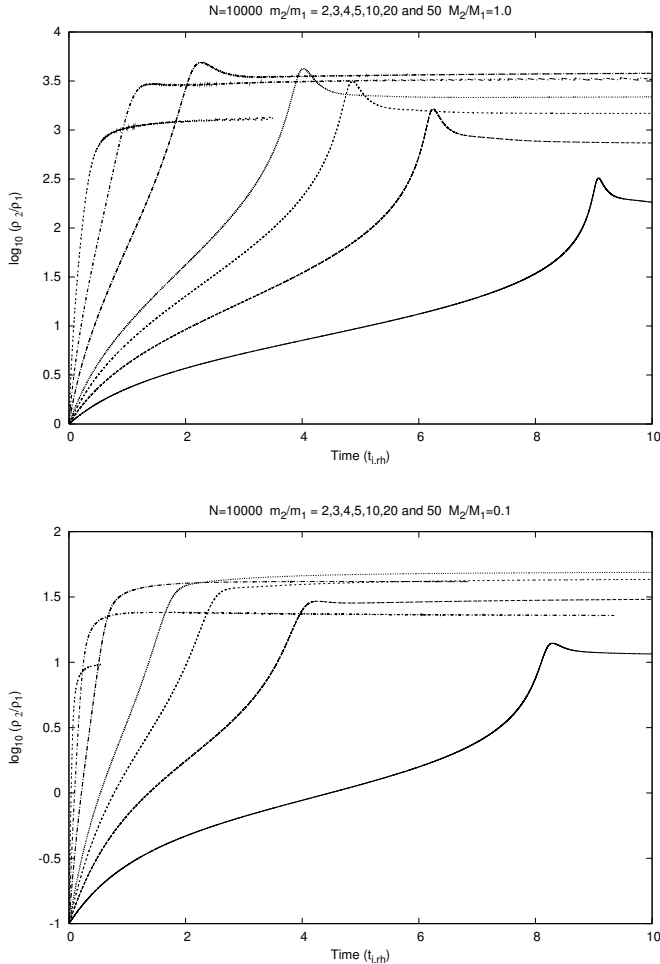 N=10000 m₂/m₁ = 2,3,4,5,10,20 and 50 M₂/M₁=1.0
4
3.5
3
2.5
2
1.5
1
0.5
0
log₁₀ (ρ₂/ρ₁)
0 2 4 6 8 10
Time (t_i,rh)
N=10000 m₂/m₁ = 2,3,4,5,10,20 and 50 M₂/M₁=0.1
2
1.5
1
0.5
0
-0.5
-1
log₁₀ (ρ₂/ρ₁)
0 2 4 6 8 10
Time (t_i,rh)